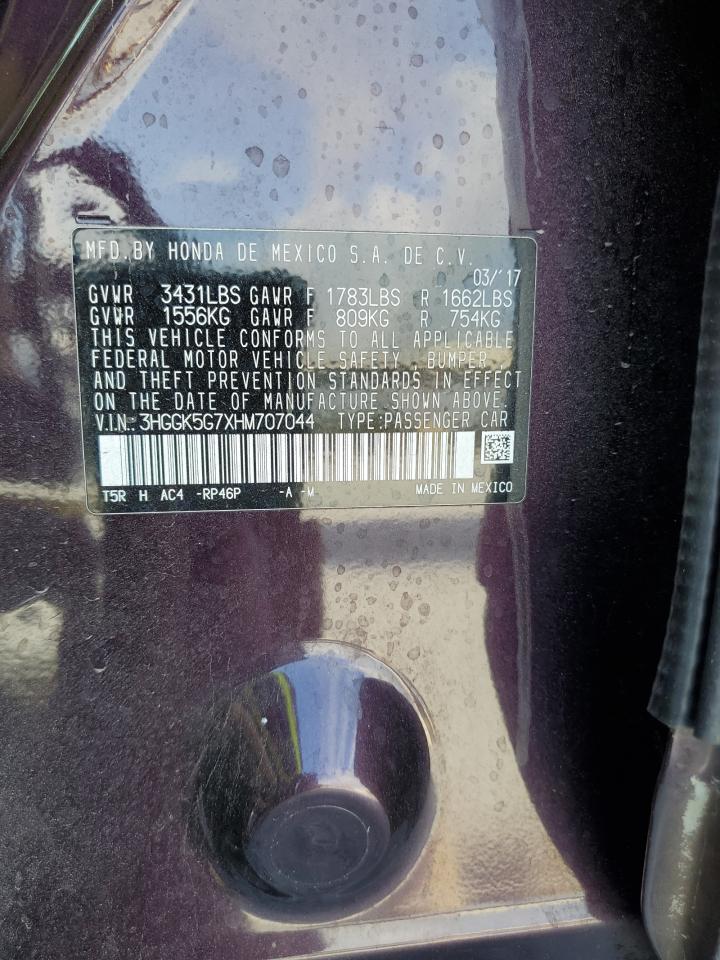 MFD. BY HONDA DE MEXICO S.A. DE C.V.
03/'17
GVWR 3431LBS GAWR F 1783LBS R 1662LBS
GVWR 1556KG GAWR F 809KG R 754KG
THIS VEHICLE CONFORMS TO ALL APPLICABLE
FEDERAL MOTOR VEHICLE SAFETY , BUMPER ,
AND THEFT PREVENTION STANDARDS IN EFFECT
ON THE DATE OF MANUFACTURE SHOWN ABOVE.
V.I.N.: 3HGGK5G7XHM707044 TYPE:PASSENGER CAR
T5R H AC4 -RP46P -A -M- MADE IN MEXICO